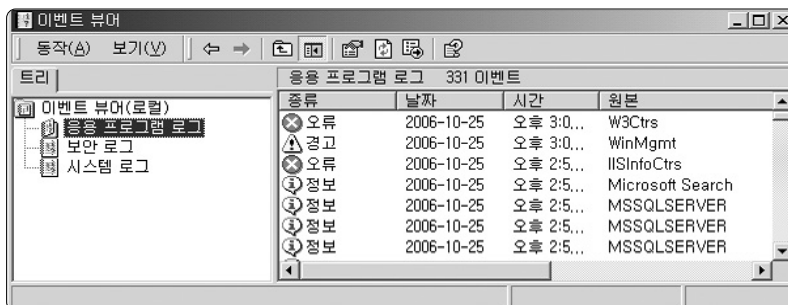 이벤트 뷰어
동작(A) 보기(V)
트리
응용 프로그램 로그 331 이벤트
이벤트 뷰어(로컬)
응용 프로그램 로그
보안 로그
시스템 로그
종류 날짜 시간 원본
오류 2006-10-25 오후 3:0... W3Ctrs
경고 2006-10-25 오후 3:0... WinMgmt
오류 2006-10-25 오후 2:5... IISInfoCtrs
정보 2006-10-25 오후 2:5... Microsoft Search
정보 2006-10-25 오후 2:5... MSSQLSERVER
정보 2006-10-25 오후 2:5... MSSQLSERVER
정보 2006-10-25 오후 2:5... MSSQLSERVER